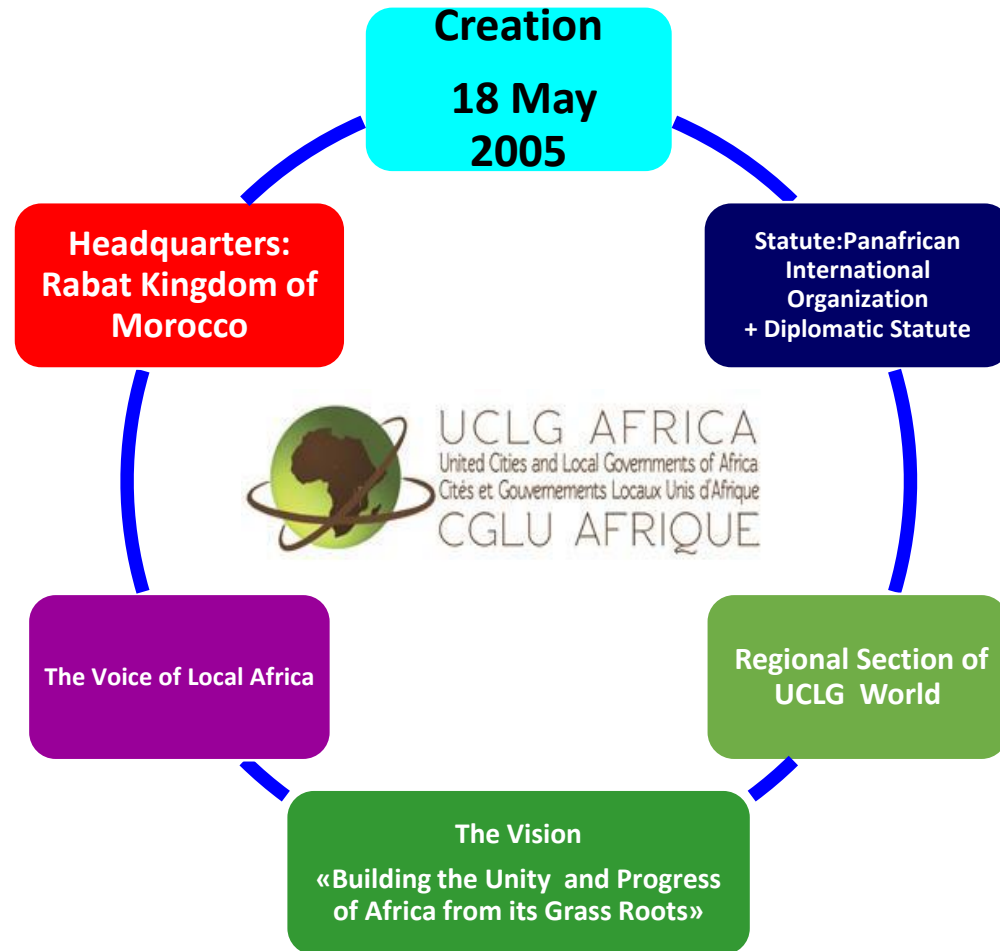 Creation
18 May
2005
Headquarters:
Rabat Kingdom of
Morocco
Statute:Panafrican
International
Organization
+ Diplomatic Statute
UCLG AFRICA
United Cities and Local Governments of Africa
Cités et Gouvernements Locaux Unis d'Afrique
CGLU AFRIQUE
The Voice of Local Africa
Regional Section of
UCLG World
The Vision
«Building the Unity and Progress
of Africa from its Grass Roots»